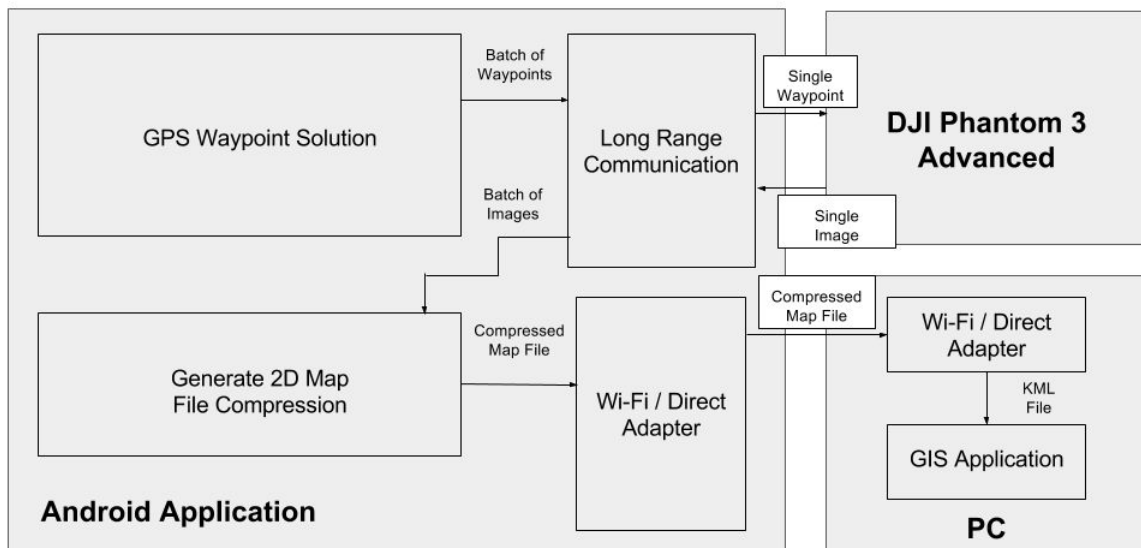 Batch of
Waypoints
Single
Waypoint
GPS Waypoint Solution
Long Range
Communication
DJI Phantom 3
Advanced
Batch of
Images
Single
Image
Compressed
Map File
Wi-Fi / Direct
Adapter
Compressed
Map File
Generate 2D Map
File Compression
Wi-Fi / Direct
Adapter
KML
File
GIS Application
Android Application
PC